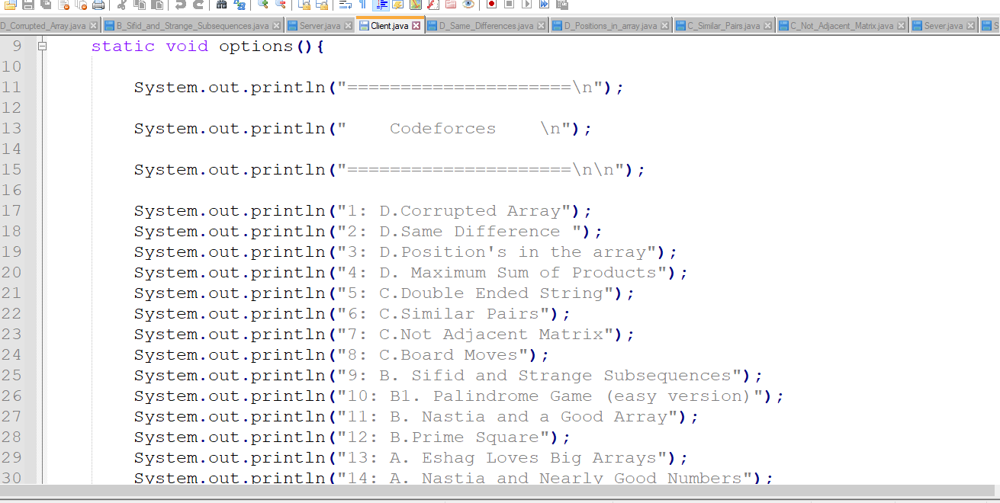 D_Corrupted_Array.java B_Sifid_and_Strange_Subsequences.java Server.java Client.java D_Same_Differences.java D_Positions_in_array.java C_Similar_Pairs.java C_Not_Adjacent_Matrix.java Sever.java S
9 static void options(){
10
11 System.out.println("=====================\n");
12
13 System.out.println("    Codeforces    \n");
14
15 System.out.println("=====================\n\n");
16
17 System.out.println("1: D.Corrupted Array");
18 System.out.println("2: D.Same Difference ");
19 System.out.println("3: D.Position's in the array");
20 System.out.println("4: D. Maximum Sum of Products");
21 System.out.println("5: C.Double Ended String");
22 System.out.println("6: C.Similar Pairs");
23 System.out.println("7: C.Not Adjacent Matrix");
24 System.out.println("8: C.Board Moves");
25 System.out.println("9: B. Sifid and Strange Subsequences");
26 System.out.println("10: B1. Palindrome Game (easy version)");
27 System.out.println("11: B. Nastia and a Good Array");
28 System.out.println("12: B.Prime Square");
29 System.out.println("13: A. Eshag Loves Big Arrays");
30 System.out.println("14: A. Nastia and Nearly Good Numbers");